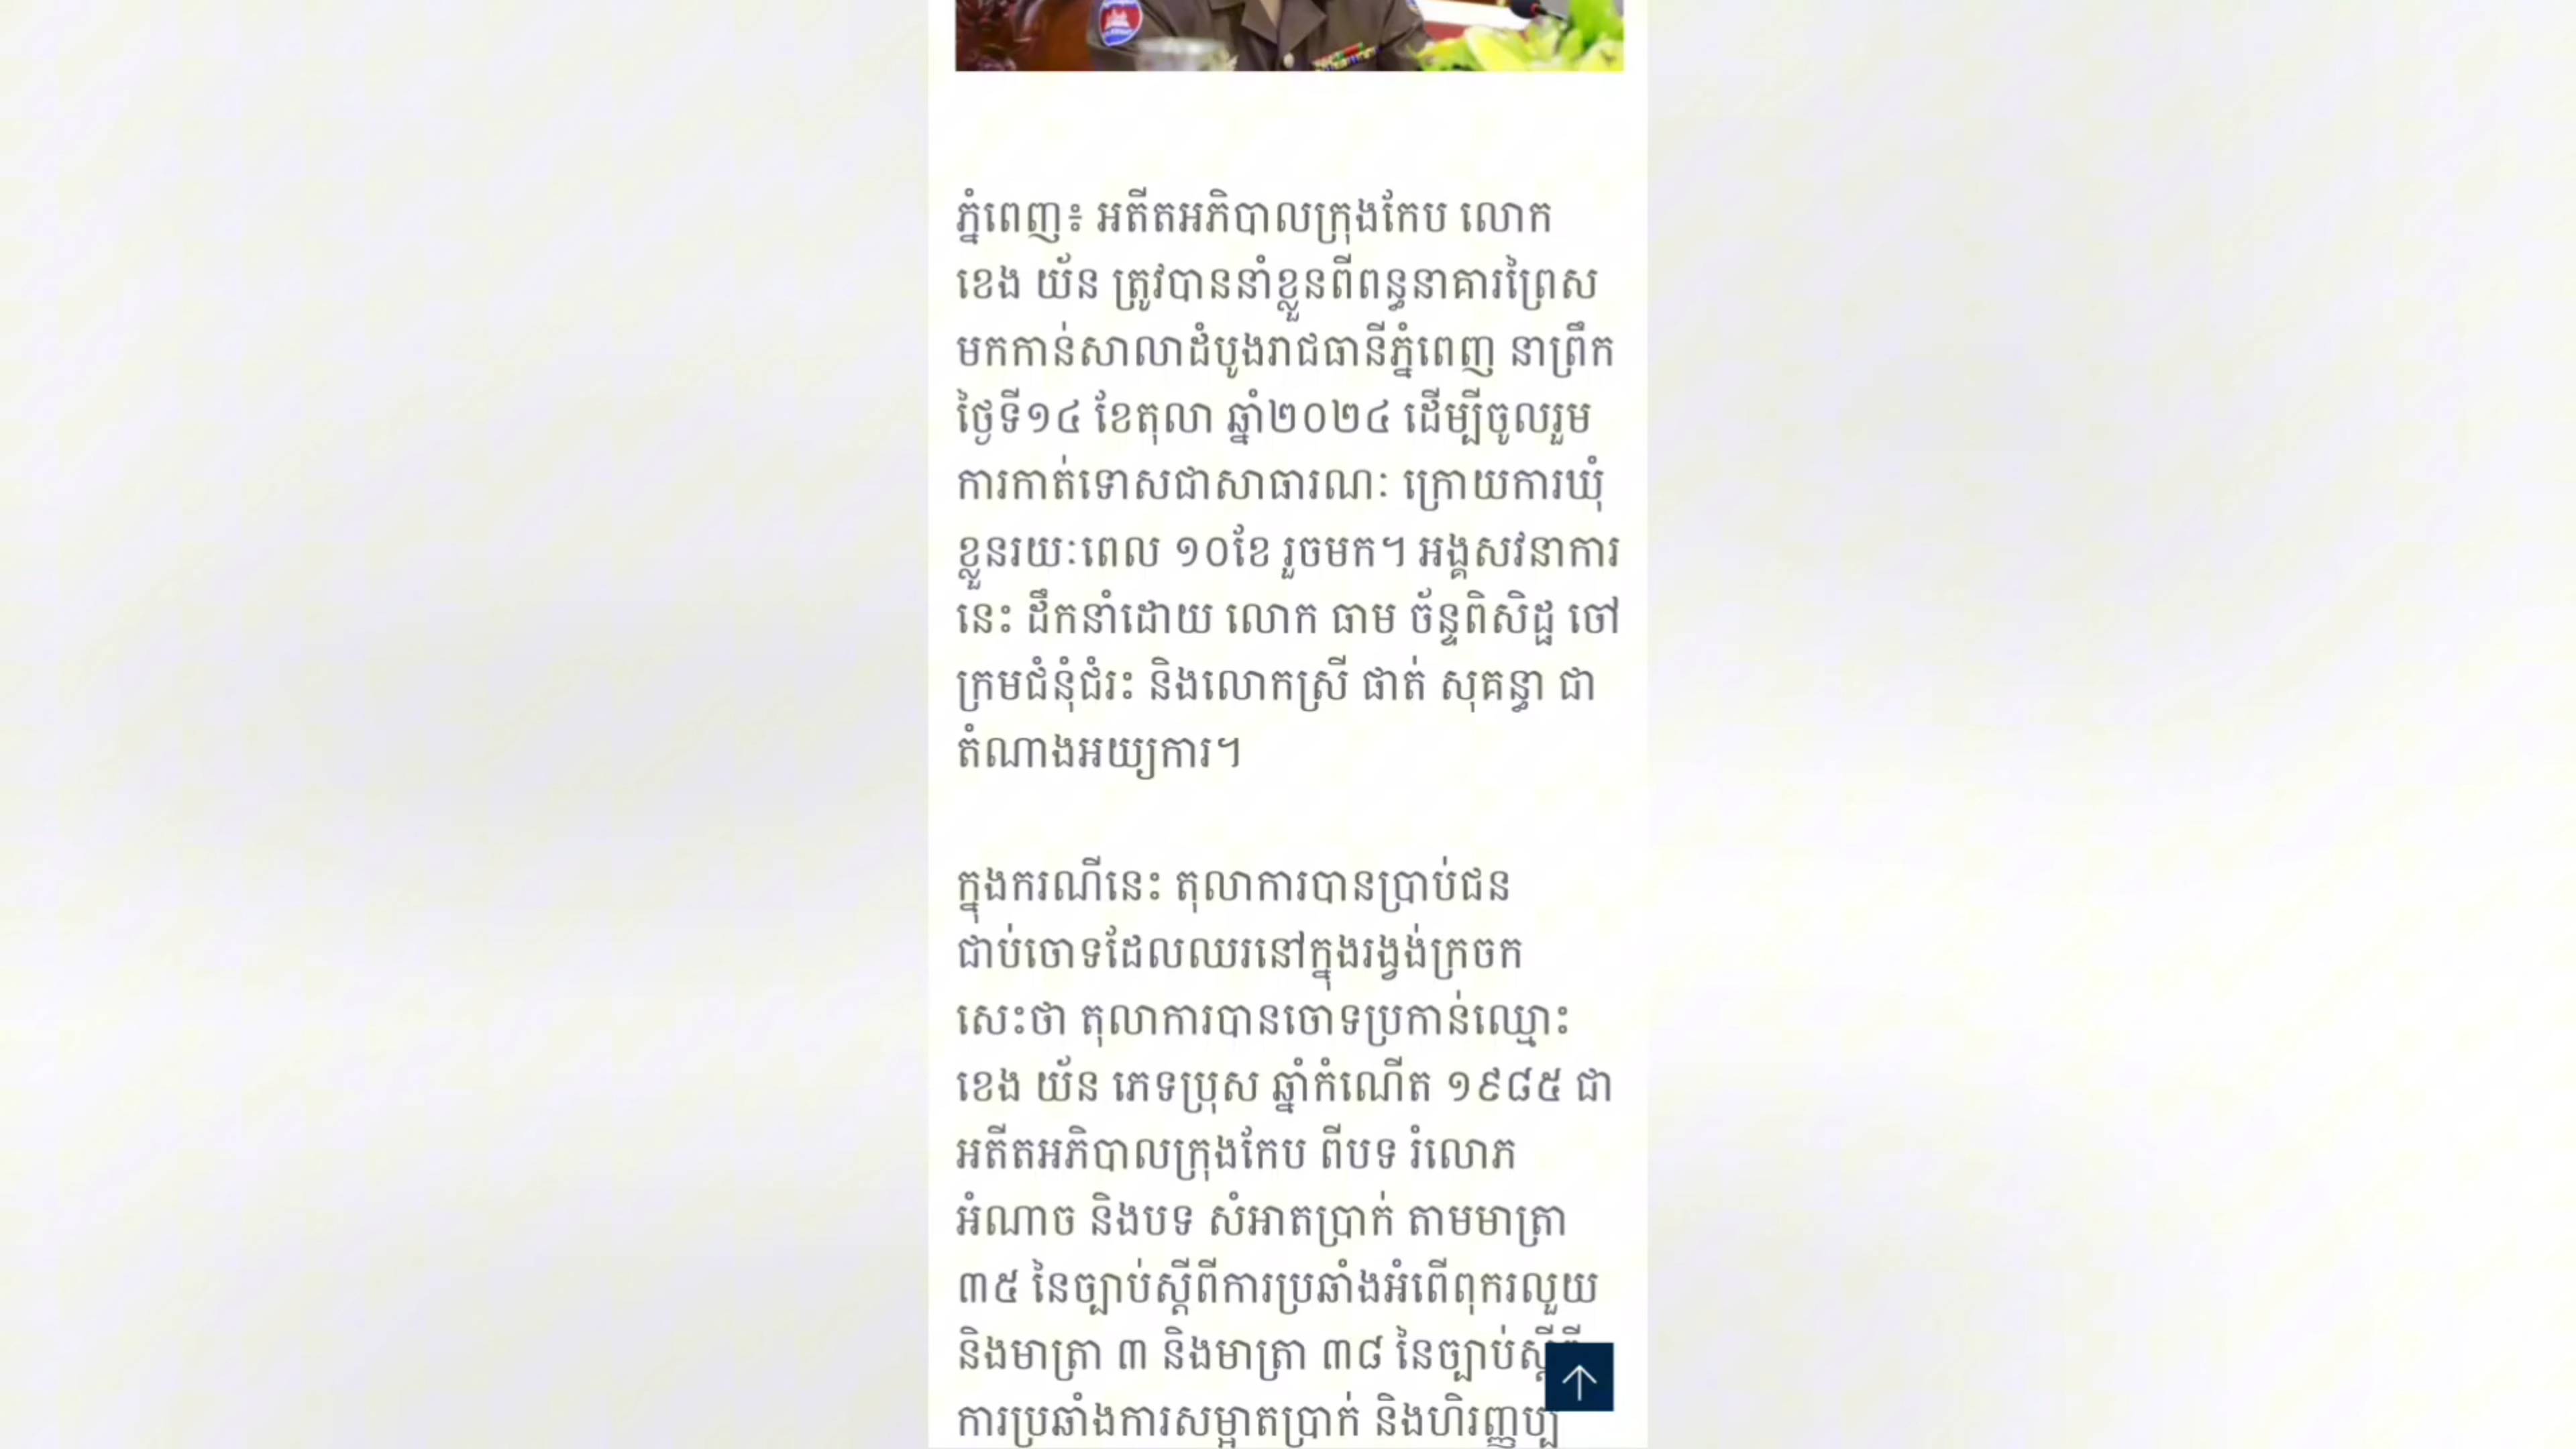 ភ្នំពេញ៖ អតីតអភិបាលក្រុងកែប លោក
ខេង យ័ន ត្រូវបាននាំខ្លួនពីពន្ធនាគារព្រៃស
មកកាន់សាលាដំបូងរាជធានីភ្នំពេញ នាព្រឹក
ថ្ងៃទី១៤ ខែតុលា ឆ្នាំ២០២៤ ដើម្បីចូលរួម
ការកាត់ទោសជាសាធារណៈ ក្រោយការឃុំ
ខ្លួនរយៈពេល ១០ខែ រួចមក។ អង្គសវនាការ
នេះ ដឹកនាំដោយ លោក ធាម ច័ន្ទពិសិដ្ឋ ចៅ
ក្រមជំនុំជំរះ និងលោកស្រី ផាត់ សុគន្ធា ជា
តំណាងអយ្យការ។
ក្នុងករណីនេះ តុលាការបានប្រាប់ជន
ជាប់ចោទដែលឈរនៅក្នុងរង្វង់ក្រចក
សេះថា តុលាការបានចោទប្រកាន់ឈ្មោះ
ខេង យ័ន ភេទប្រុស ឆ្នាំកំណើត ១៩៨៥ ជា
អតីតអភិបាលក្រុងកែប ពីបទ រំលោភ
អំណាច និងបទ សំអាតប្រាក់ តាមមាត្រា
៣៥ នៃច្បាប់ស្តីពីការប្រឆាំងអំពើពុករលួយ
និងមាត្រា ៣ និងមាត្រា ៣៨ នៃច្បាប់ស្តីពី
ការប្រឆាំងការសម្អាតប្រាក់ និងហិរញ្ញប្ប